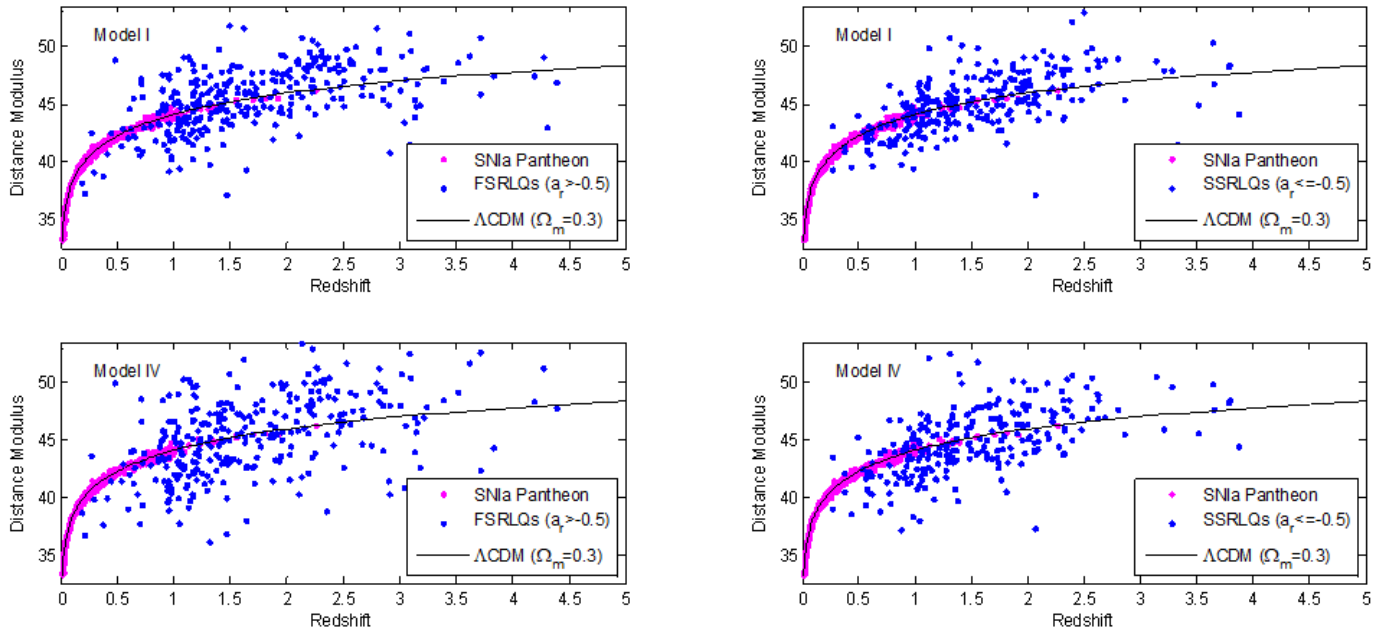 Model I
Distance Modulus
50
45
40
35
SNIa Pantheon
FSRLQs (a_r>-0.5)
ΛCDM (Ω_m=0.3)
0 0.5 1 1.5 2 2.5 3 3.5 4 4.5 5
Redshift
Model I
Distance Modulus
50
45
40
35
SNIa Pantheon
SSRLQs (a_r<=-0.5)
ΛCDM (Ω_m=0.3)
0 0.5 1 1.5 2 2.5 3 3.5 4 4.5 5
Redshift
Model IV
Distance Modulus
50
45
40
35
SNIa Pantheon
FSRLQs (a_r>-0.5)
ΛCDM (Ω_m=0.3)
0 0.5 1 1.5 2 2.5 3 3.5 4 4.5 5
Redshift
Model IV
Distance Modulus
50
45
40
35
SNIa Pantheon
SSRLQs (a_r<=-0.5)
ΛCDM (Ω_m=0.3)
0 0.5 1 1.5 2 2.5 3 3.5 4 4.5 5
Redshift